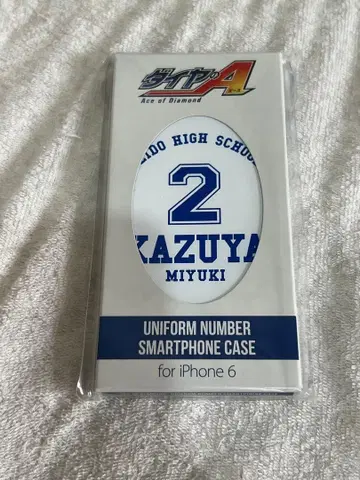 ダイヤのA
Ace of Diamond
IDO HIGH SCHOO
2
KAZUYA
MIYUKI
UNIFORM NUMBER
SMARTPHONE CASE
for iPhone 6